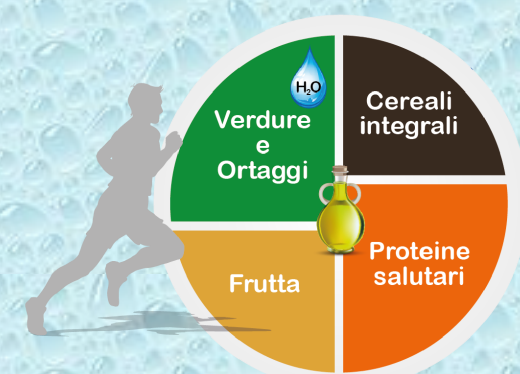 H₂O
Verdure
e
Ortaggi
Cereali
integrali
Frutta
Proteine
salutari